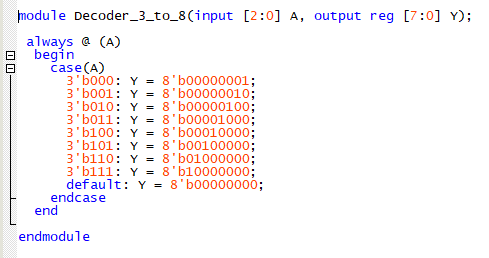 module Decoder_3_to_8(input [2:0] A, output reg [7:0] Y);
always @ (A)
begin
case(A)
3'b000: Y = 8'b00000001;
3'b001: Y = 8'b00000010;
3'b010: Y = 8'b00000100;
3'b011: Y = 8'b00001000;
3'b100: Y = 8'b00010000;
3'b101: Y = 8'b00100000;
3'b110: Y = 8'b01000000;
3'b111: Y = 8'b10000000;
default: Y = 8'b00000000;
endcase
end
endmodule